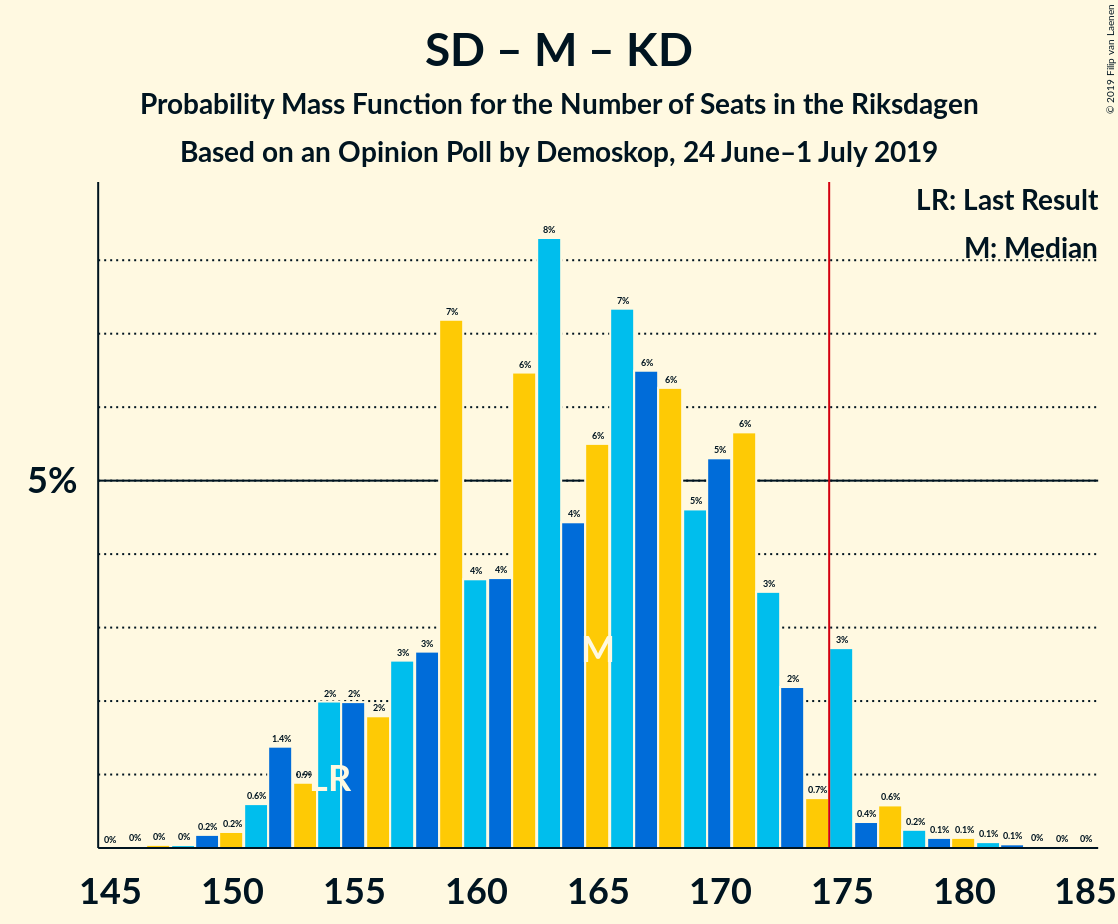 SD – M – KD
Probability Mass Function for the Number of Seats in the Riksdagen
Based on an Opinion Poll by Demoskop, 24 June–1 July 2019
© 2019 Filip van Laenen
LR: Last Result
M: Median
5%
0% 0% 0% 0% 0.2% 0.2% 0.6% 1.4% 0.9% 2% 2% 2% 3% 3% 7% 4% 4% 6% 8% 4% 6% 7% 6% 6% 5% 5% 6% 3% 2% 0.7% 3% 0.4% 0.6% 0.2% 0.1% 0.1% 0.1% 0.1% 0% 0% 0%
M
LR
145 150 155 160 165 170 175 180 185